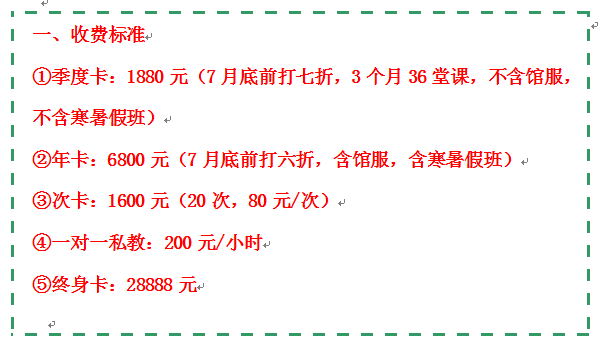 一、收费标准
①季度卡：1880 元（7 月底前打七折，3 个月 36 堂课，不含馆服，
不含寒暑假班）
②年卡：6800 元（7 月底前打六折，含馆服，含寒暑假班）
③次卡：1600 元（20 次，80 元/次）
④一对一私教：200 元/小时
⑤终身卡：28888 元